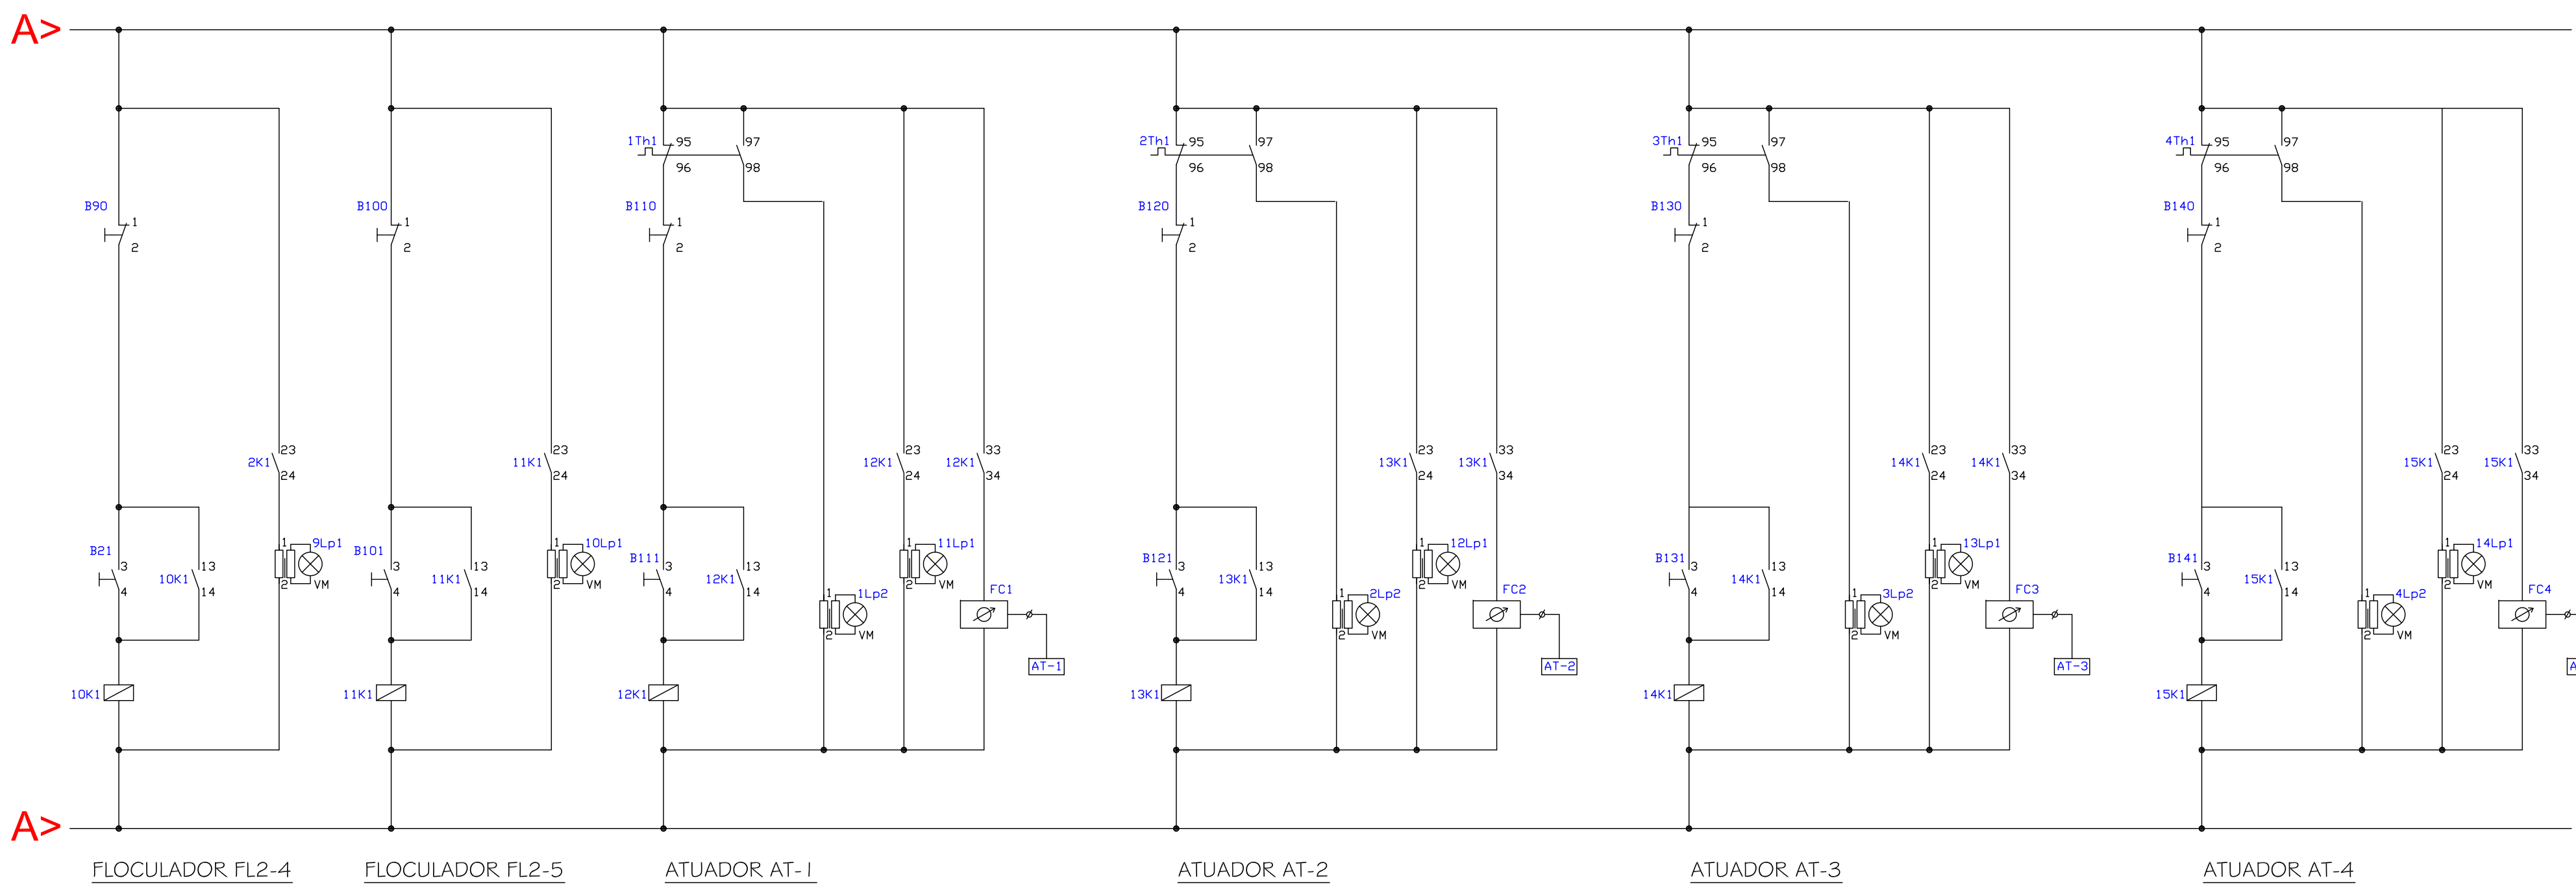 A>
1Th1 95 97 2Th1 95 97 3Th1 95 97 4Th1 95 97
96 98 96 98 96 98 96 98
B90 B100 B110 B120 B130 B140
1 1 1 1 1 1
2 2 2 2 2 2
23 23 23 33 23 33 23 33 23 33
2K1 11K1 12K1 12K1 13K1 13K1 14K1 14K1 15K1 15K1
24 24 24 34 24 34 24 34 24 34
1 9Lp1 1 10Lp1 1 11Lp1 1 12Lp1 1 13Lp1 1 14Lp1
B21 B101 B111 B121 B131 B141
3 13 3 13 3 13 3 13 3 13 3 13
10K1 11K1 12K1 13K1 14K1 15K1
2 VM 2 VM 2 VM 2 VM 2 VM 2 VM
4 14 4 14 4 14 4 14 4 14 4 14
FC1 FC2 FC3 FC4
1 1Lp2 1 2Lp2 1 3Lp2 1 4Lp2
2 VM 2 VM 2 VM 2 VM
AT-1 AT-2 AT-3
10K1 11K1 12K1 13K1 14K1 15K1
A>
FLOCULADOR FL2-4 FLOCULADOR FL2-5 ATUADOR AT-1 ATUADOR AT-2 ATUADOR AT-3 ATUADOR AT-4